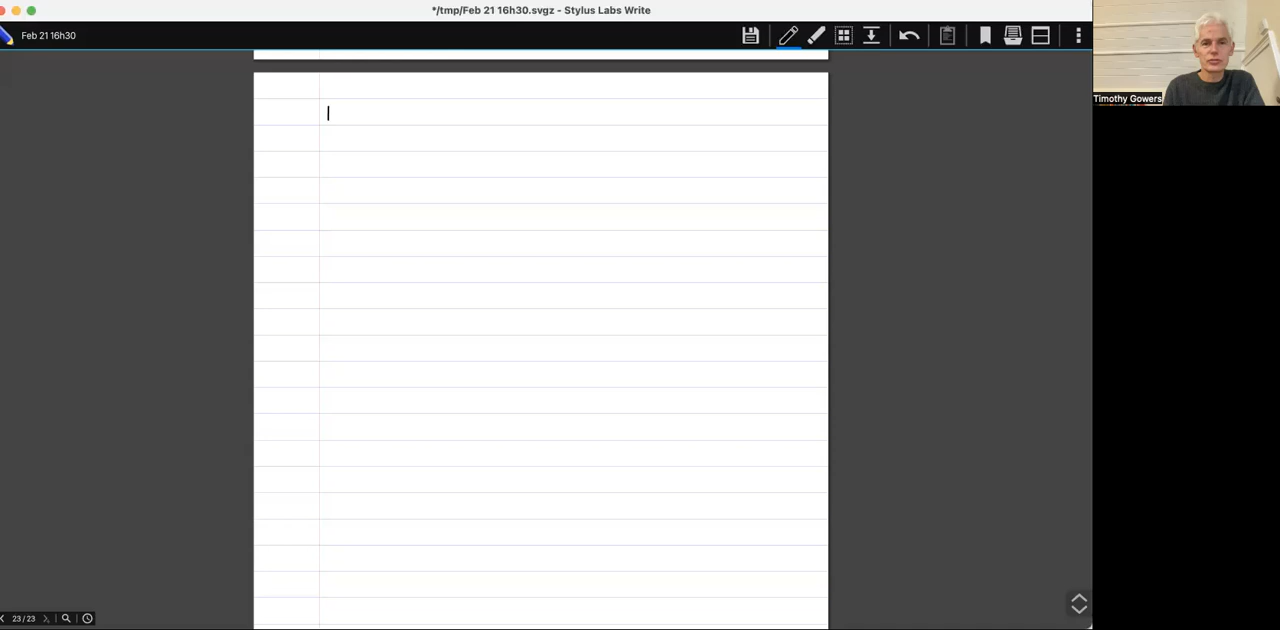 */tmp/Feb 21 16h30.svgz - Stylus Labs Write
Feb 21 16h30
Timothy Gowers
23 / 23